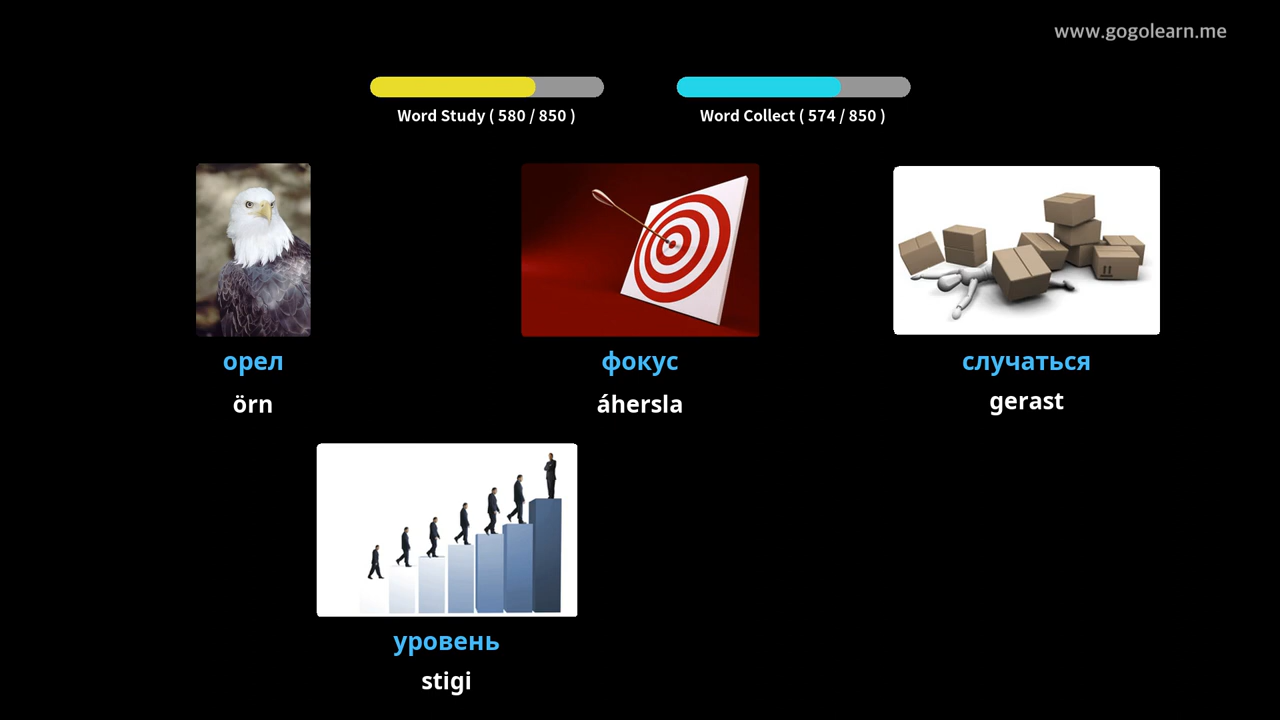 www.gogolearn.me
Word Study ( 580 / 850 )
Word Collect ( 574 / 850 )
орел
фокус
случаться
örn
áhersla
gerast
уровень
stigi